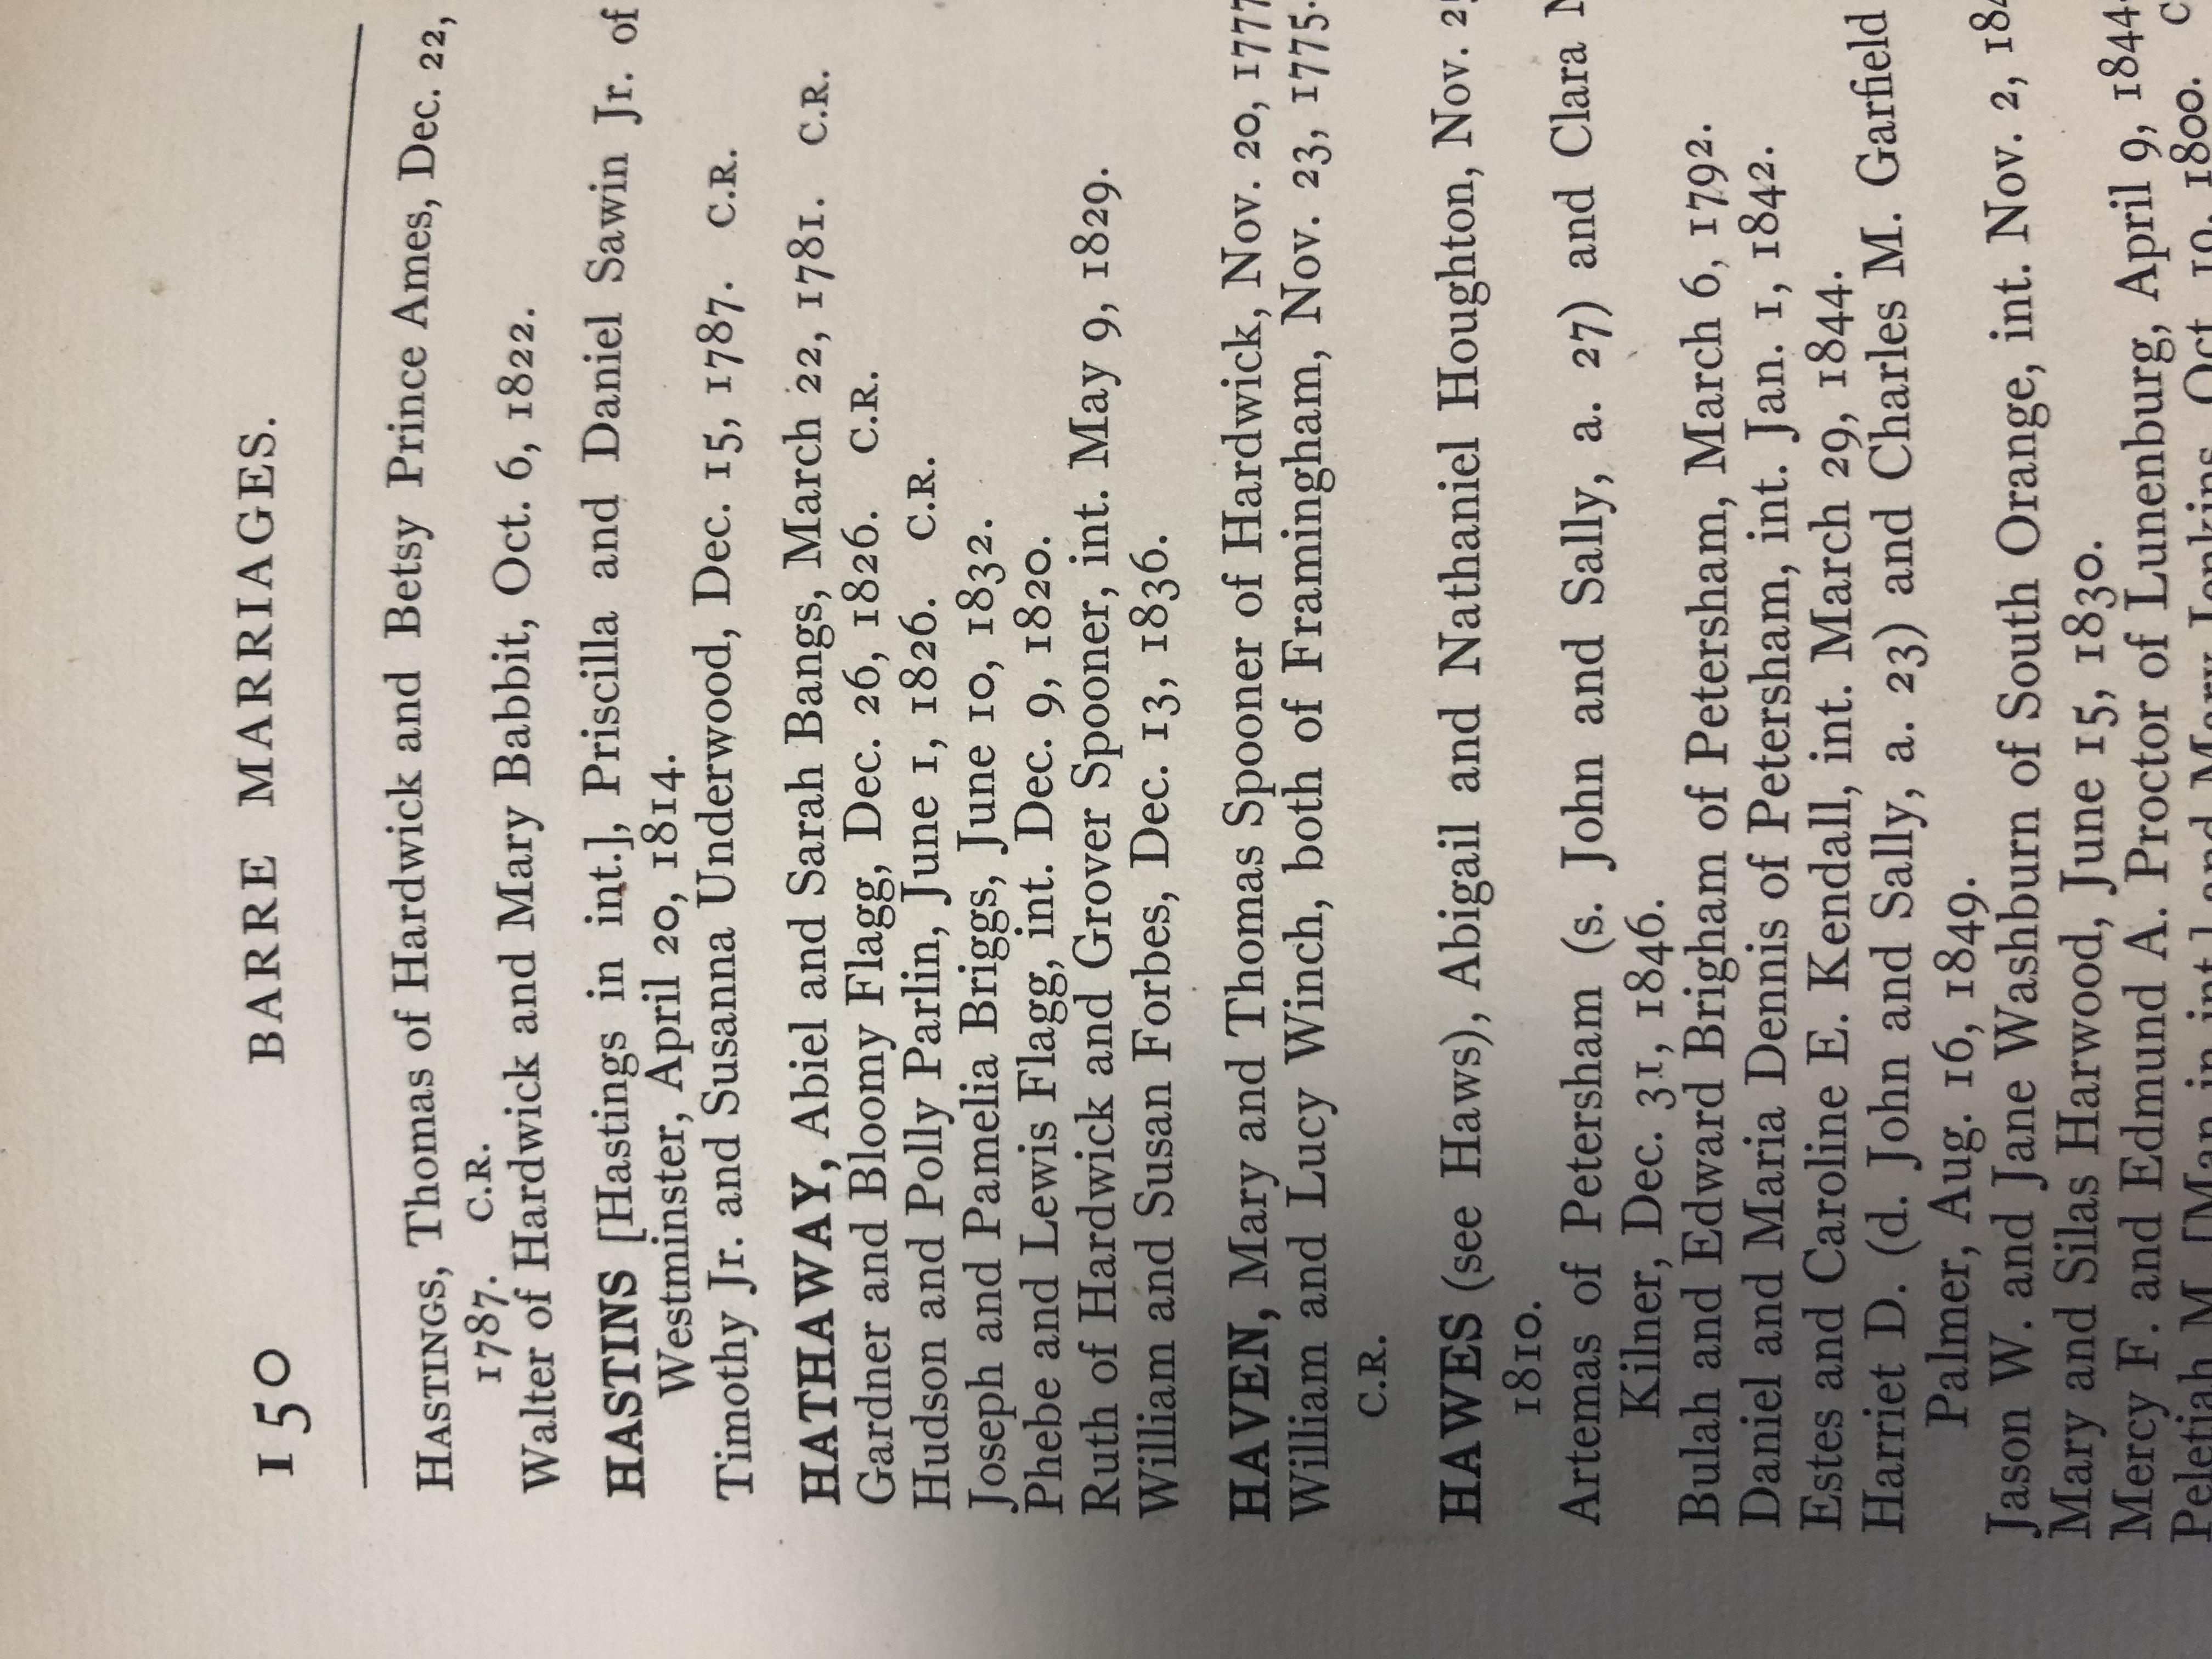 150 BARRE MARRIAGES.
HASTINGS, Thomas of Hardwick and Betsy Prince Ames, Dec. 22,
1787. C.R.
Walter of Hardwick and Mary Babbit, Oct. 6, 1822.
HASTINS [Hastings in int.], Priscilla and Daniel Sawin Jr. of
Westminster, April 20, 1814.
Timothy Jr. and Susanna Underwood, Dec. 15, 1787. C.R.
HATHAWAY, Abiel and Sarah Bangs, March 22, 1781. C.R.
Gardner and Bloomy Flagg, Dec. 26, 1826. C.R.
Hudson and Polly Parlin, June 1, 1826. C.R.
Joseph and Pamelia Briggs, June 10, 1832.
Phebe and Lewis Flagg, int. Dec. 9, 1820.
Ruth of Hardwick and Grover Spooner, int. May 9, 1829.
William and Susan Forbes, Dec. 13, 1836.
HAVEN, Mary and Thomas Spooner of Hardwick, Nov. 20, 1777
William and Lucy Winch, both of Framingham, Nov. 23, 1775.
C.R.
HAWES (see Haws), Abigail and Nathaniel Houghton, Nov.
1810.
Artemas of Petersham (s. John and Sally, a. 27) and Clara
Kilner, Dec. 31, 1846.
Bulah and Edward Brigham of Petersham, March 6, 1792.
Daniel and Maria Dennis of Petersham, int. Jan. 1, 1842.
Estes and Caroline E. Kendall, int. March 29, 1844.
Harriet D. (d. John and Sally, a. 23) and Charles M. Garfield
Palmer, Aug. 16, 1849.
Jason W. and Jane Washburn of South Orange, int. Nov. 2,
Mary and Silas Harwood, June 15, 1830.
Mercy F. and Edmund A. Proctor of Lunenburg, April 9, 1844.
Peletiah M. [Man in int.] and Mary Jenkins, Oct. 19, 1800.